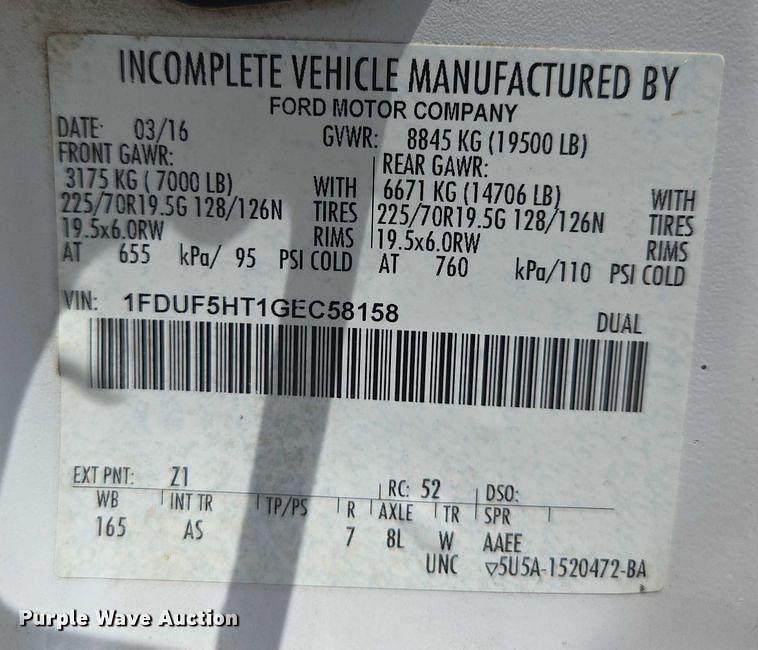 INCOMPLETE VEHICLE MANUFACTURED BY
FORD MOTOR COMPANY
DATE: 03/16 GVWR: 8845 KG (19500 LB)
FRONT GAWR: REAR GAWR:
3175 KG ( 7000 LB) WITH 6671 KG (14706 LB) WITH
225/70R19.5G 128/126N TIRES 225/70R19.5G 128/126N TIRES
19.5x6.0RW RIMS 19.5x6.0RW RIMS
AT 655 kPa/ 95 PSI COLD AT 760 kPa/110 PSI COLD
VIN: 1FDUF5HT1GEC58158 DUAL
EXT PNT: Z1 RC: 52 DSO:
WB INT TR TP/PS R AXLE TR SPR
165 AS 7 8L W AAEE
UNC ▽5U5A-1520472-BA
Purple Wave Auction